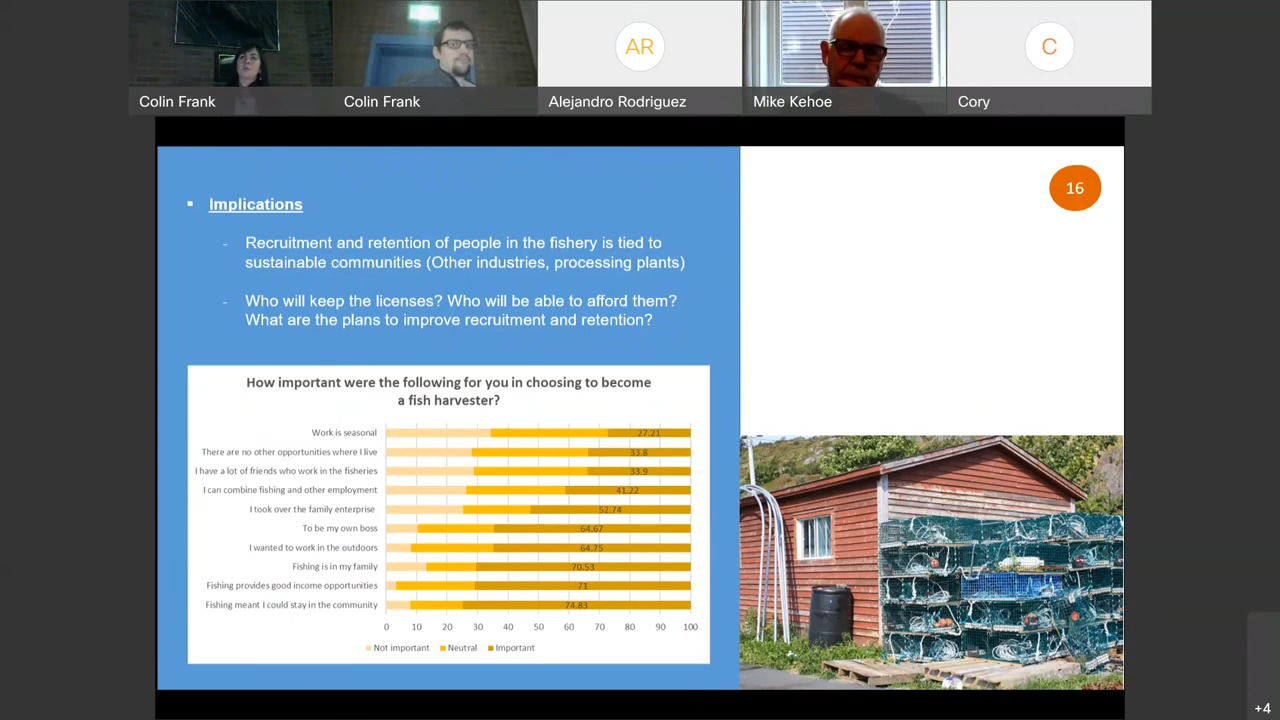 AR
C
Colin Frank
Colin Frank
Alejandro Rodriguez
Mike Kehoe
Cory
16
▪ Implications
- Recruitment and retention of people in the fishery is tied to
sustainable communities (Other industries, processing plants)
- Who will keep the licenses? Who will be able to afford them?
What are the plans to improve recruitment and retention?
How important were the following for you in choosing to become
a fish harvester?
Work is seasonal 27.21
There are no other opportunities where I live 33.8
I have a lot of friends who work in the fisheries 33.9
I can combine fishing and other employment 41.22
I took over the family enterprise 52.74
To be my own boss 64.67
I wanted to work in the outdoors 64.75
Fishing is in my family 70.53
Fishing provides good income opportunities 71
Fishing meant I could stay in the community 74.83
0 10 20 30 40 50 60 70 80 90 100
Not important Neutral Important
+4